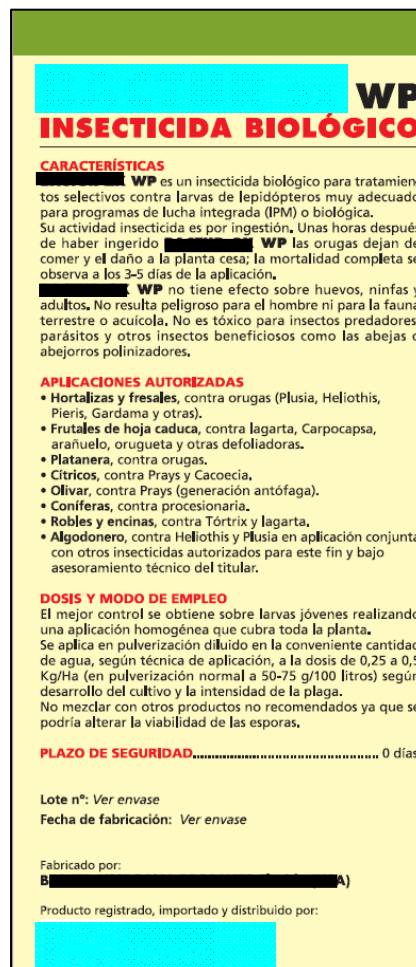 WP
INSECTICIDA BIOLÓGICO
CARACTERÍSTICAS
WP es un insecticida biológico para tratamien-
tos selectivos contra larvas de lepidópteros muy adecuado
para programas de lucha integrada (IPM) o biológica.
Su actividad insecticida es por ingestión. Unas horas después
de haber ingerido WP las orugas dejan de
comer y el daño a la planta cesa; la mortalidad completa se
observa a los 3-5 días de la aplicación.
WP no tiene efecto sobre huevos, ninfas y
adultos. No resulta peligroso para el hombre ni para la fauna
terrestre o acuícola. No es tóxico para insectos predadores,
parásitos y otros insectos beneficiosos como las abejas o
abejorros polinizadores.
APLICACIONES AUTORIZADAS
• Hortalizas y fresales, contra orugas (Plusia, Heliothis,
Pieris, Gardama y otras).
• Frutales de hoja caduca, contra lagarta, Carpocapsa,
arañuelo, orugueta y otras defoliadoras.
• Platanera, contra orugas.
• Cítricos, contra Prays y Cacoecia.
• Olivar, contra Prays (generación antófaga).
• Coníferas, contra procesionaria.
• Robles y encinas, contra Tórtrix y lagarta.
• Algodonero, contra Heliothis y Plusia en aplicación conjunta
con otros insecticidas autorizados para este fin y bajo
asesoramiento técnico del titular.
DOSIS Y MODO DE EMPLEO
El mejor control se obtiene sobre larvas jóvenes realizando
una aplicación homogénea que cubra toda la planta.
Se aplica en pulverización diluido en la conveniente cantidad
de agua, según técnica de aplicación, a la dosis de 0,25 a 0,5
Kg/Ha (en pulverización normal a 50-75 g/100 litros) según
desarrollo del cultivo y la intensidad de la plaga.
No mezclar con otros productos no recomendados ya que se
podría alterar la viabilidad de las esporas.
PLAZO DE SEGURIDAD.......................................... 0 días
Lote nº: Ver envase
Fecha de fabricación: Ver envase
Fabricado por:
B A)
Producto registrado, importado y distribuido por: